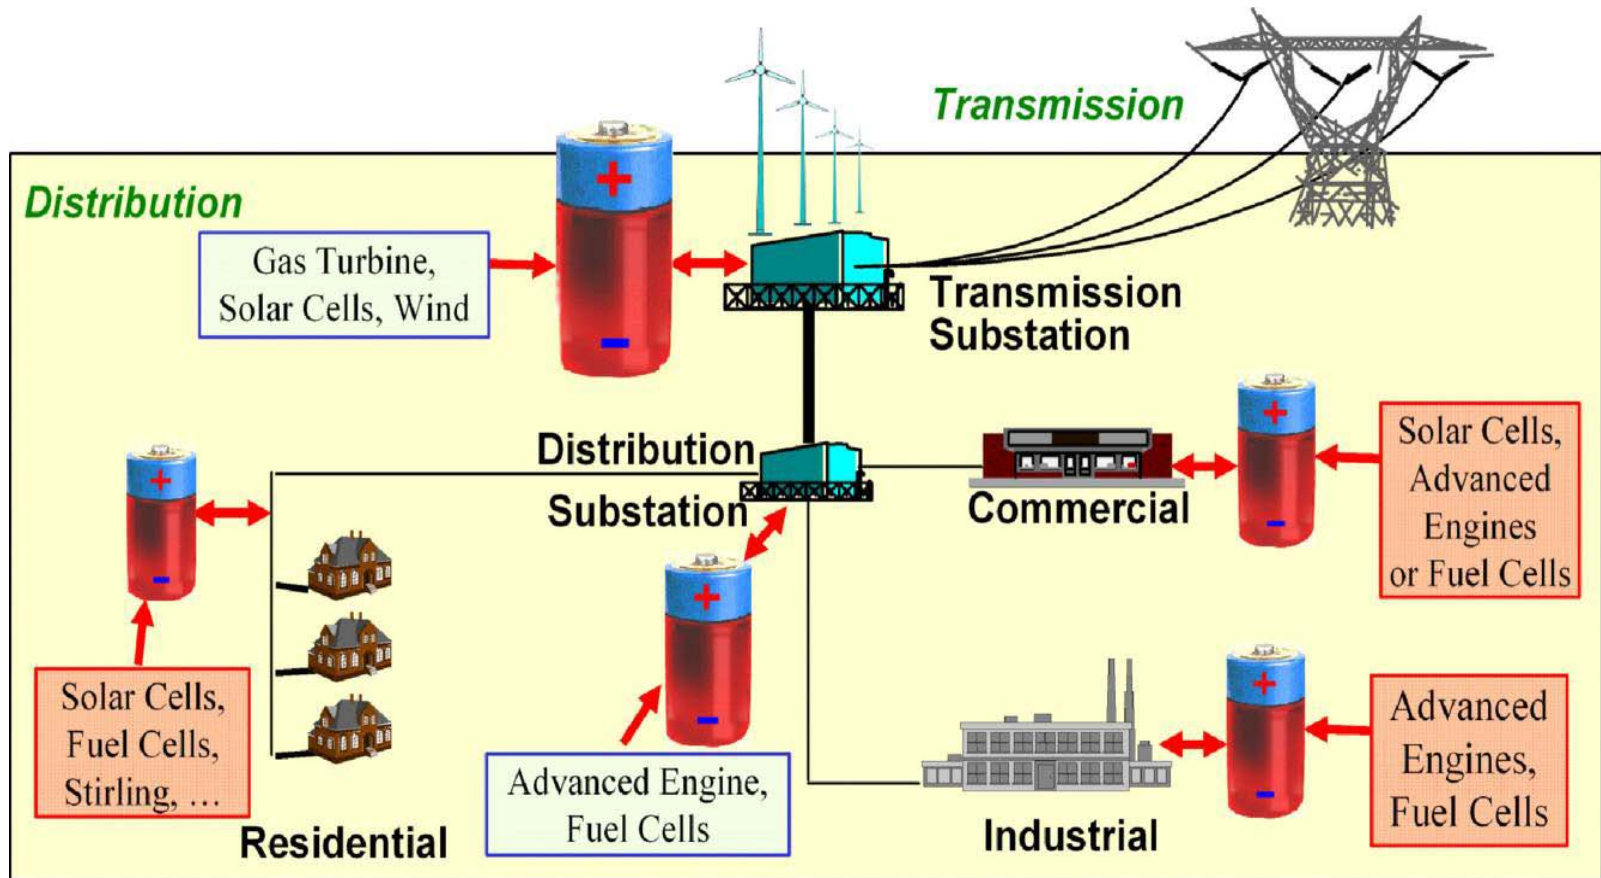 Transmission
Distribution
Gas Turbine,
Solar Cells, Wind
+
-
Transmission
Substation
Distribution
Substation
+
-
Commercial
+
-
Solar Cells,
Advanced
Engines
or Fuel Cells
+
-
Solar Cells,
Fuel Cells,
Stirling, ...
Residential
Advanced Engine,
Fuel Cells
Industrial
+
-
Advanced
Engines,
Fuel Cells